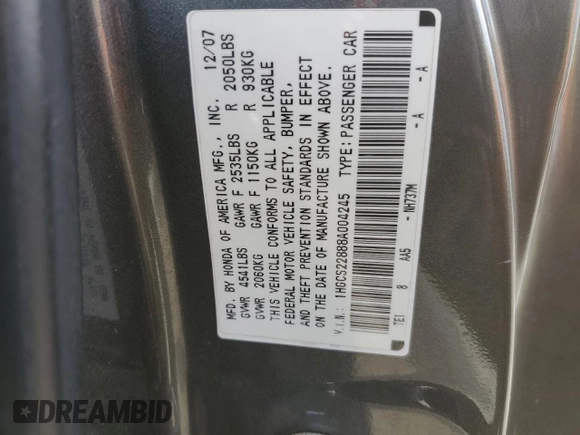 MFD. BY HONDA OF AMERICA MFG., INC. 12/07
GVWR 4541LBS GAWR F 2535LBS R 2050LBS
GVWR 2060KG GAWR F 1150KG R 930KG
THIS VEHICLE CONFORMS TO ALL APPLICABLE
FEDERAL MOTOR VEHICLE SAFETY, BUMPER,
AND THEFT PREVENTION STANDARDS IN EFFECT
ON THE DATE OF MANUFACTURE SHOWN ABOVE.
V.I.N.: 1HGCS22888A004245 TYPE:PASSENGER CAR
TE1 8 AA5 - NH737M - A - A
DREAMBID